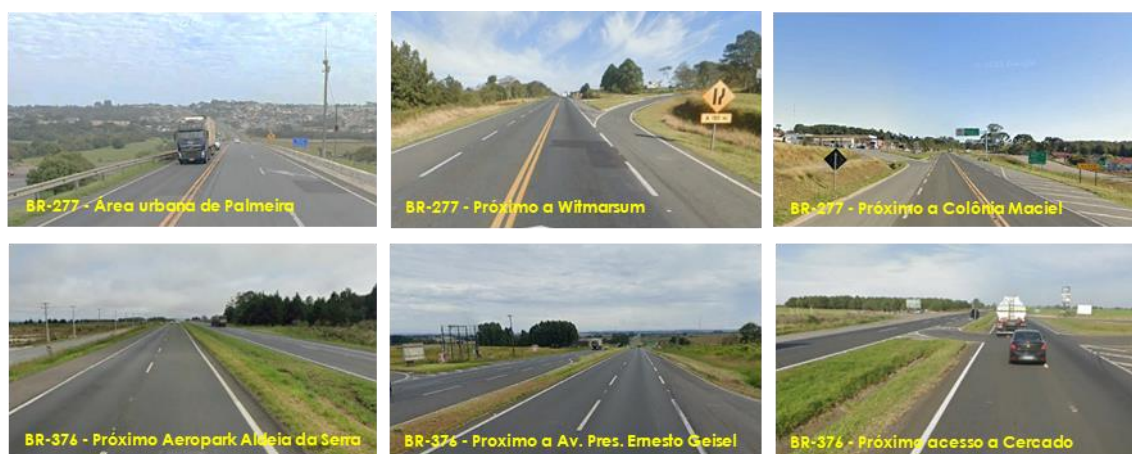 BR-277 - Área urbana de Palmeira
BR-277 - Próximo a Witmarsum
BR-277 - Próximo a Colônia Maciel
BR-376 - Próximo Aeropark Aldeia da Serra
BR-376 - Proximo a Av. Pres. Ernesto Geisel
BR-376 - Próximo acesso a Cercado